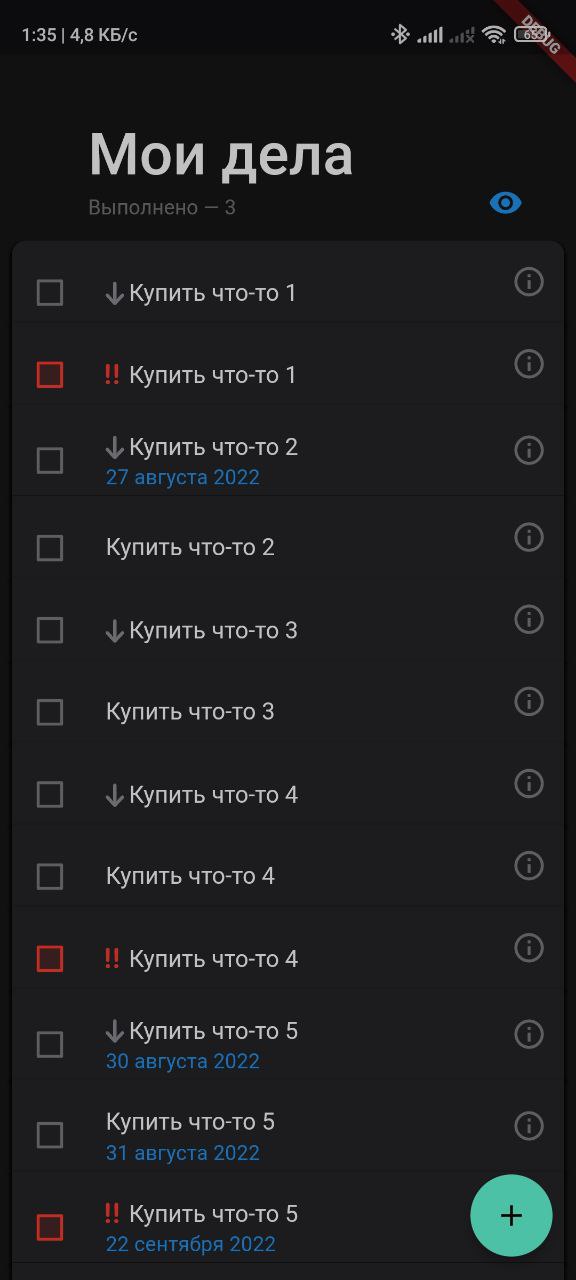 1:35 | 4,8 КБ/с
65
DEBUG
Мои дела
Выполнено — 3
Купить что-то 1
!! Купить что-то 1
Купить что-то 2
27 августа 2022
Купить что-то 2
Купить что-то 3
Купить что-то 3
Купить что-то 4
Купить что-то 4
!! Купить что-то 4
Купить что-то 5
30 августа 2022
Купить что-то 5
31 августа 2022
!! Купить что-то 5
22 сентября 2022